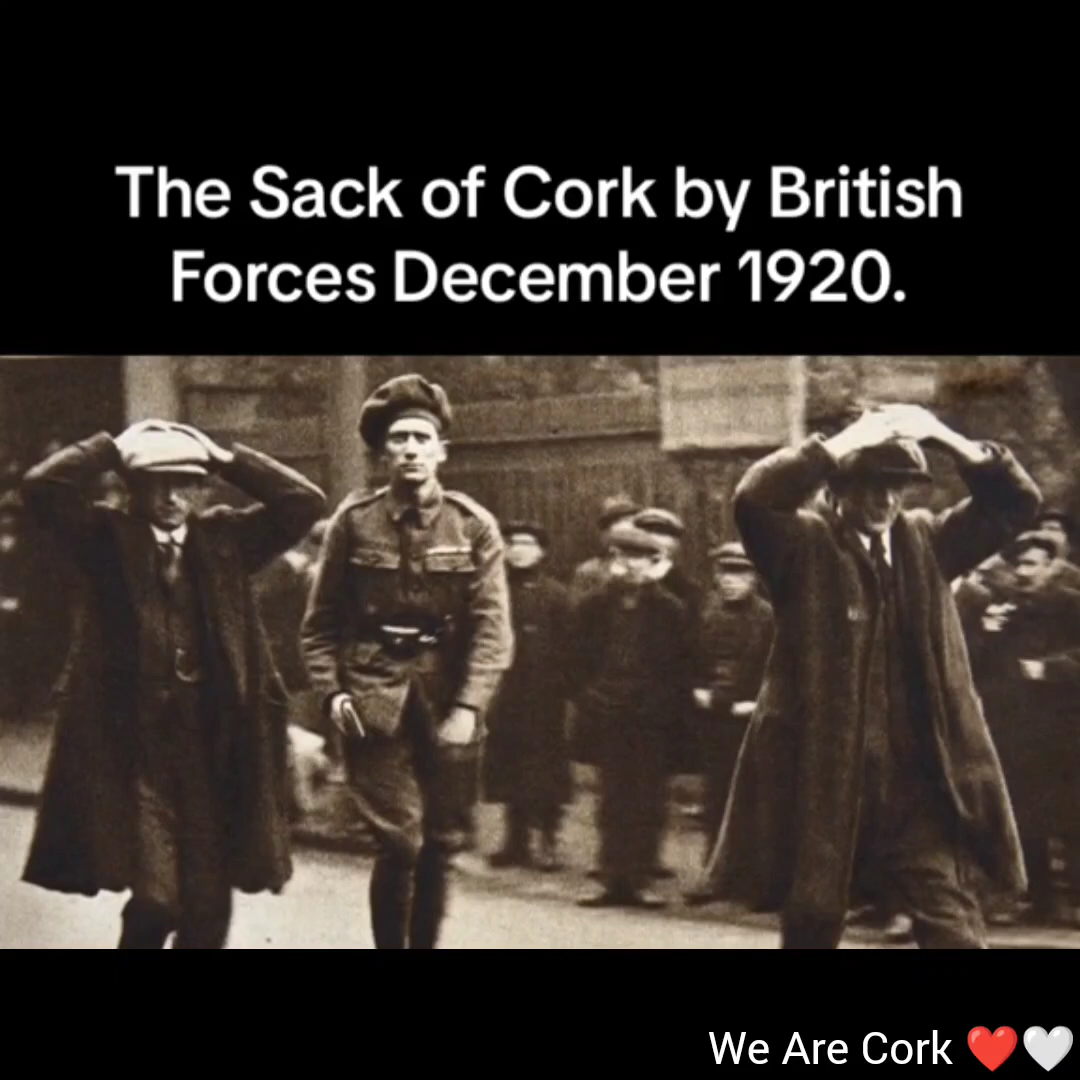 The Sack of Cork by British
Forces December 1920.
We Are Cork ❤️🤍